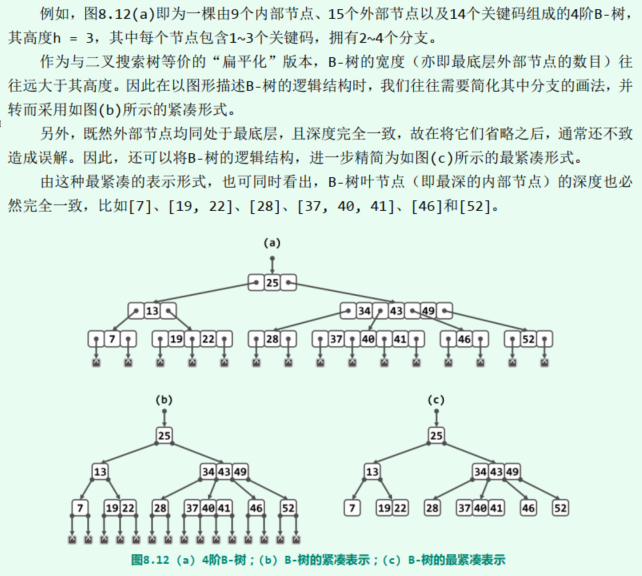 例如，图8.12(a)即为一棵由9个内部节点、15个外部节点以及14个关键码组成的4阶B-树，
其高度h = 3，其中每个节点包含1~3个关键码，拥有2~4个分支。
作为与二叉搜索树等价的“扁平化”版本，B-树的宽度（亦即最底层外部节点的数目）往
往远大于其高度。因此在以图形描述B-树的逻辑结构时，我们往往需要简化其中分支的画法，并
转而采用如图(b)所示的紧凑形式。
另外，既然外部节点均同处于最底层，且深度完全一致，故在将它们省略之后，通常还不致
造成误解。因此，还可以将B-树的逻辑结构，进一步精简为如图(c)所示的最紧凑形式。
由这种最紧凑的表示形式，也可同时看出，B-树叶节点（即最深的内部节点）的深度也必
然完全一致，比如[7]、[19, 22]、[28]、[37, 40, 41]、[46]和[52]。
(a)
25
13 34 43 49
7 19 22 28 37 40 41 46 52
(b) (c)
25 25
13 34 43 49 13 34 43 49
7 19 22 28 37 40 41 46 52 7 19 22 28 37 40 41 46 52
图8.12 (a) 4阶B-树；(b) B-树的紧凑表示；(c) B-树的最紧凑表示